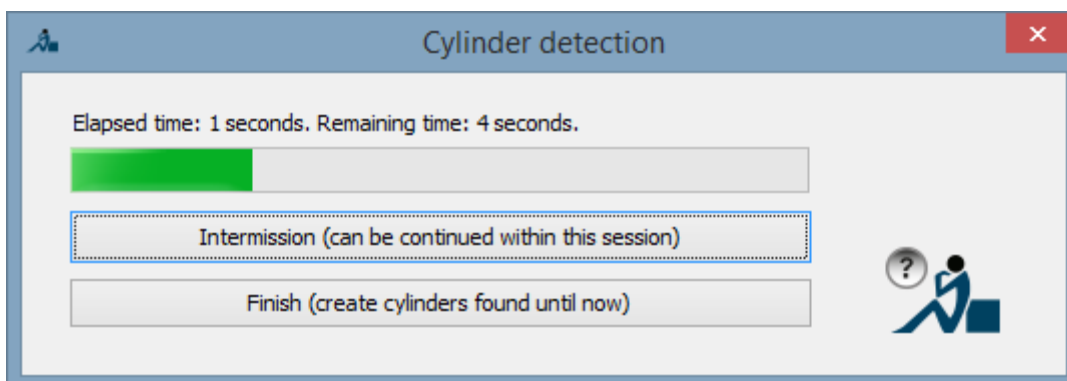 Cylinder detection
Elapsed time: 1 seconds. Remaining time: 4 seconds.
Intermission (can be continued within this session)
Finish (create cylinders found until now)
?